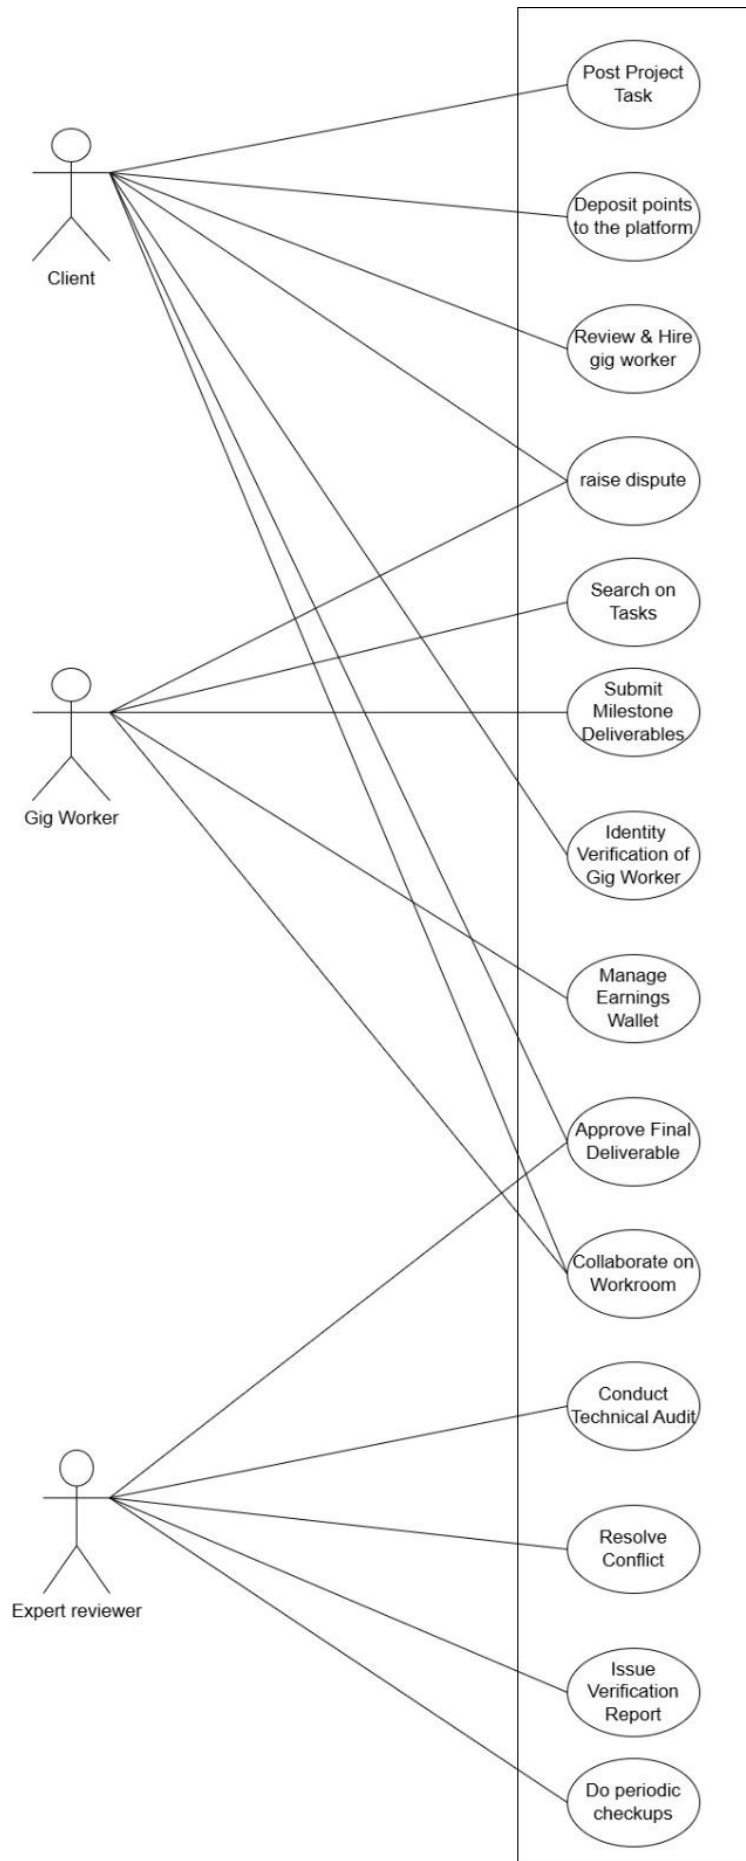 Post Project
Task
Client
Deposit points
to the platform
Review & Hire
gig worker
raise dispute
Search on
Tasks
Submit
Milestone
Deliverables
Gig Worker
Identity
Verification of
Gig Worker
Manage
Earnings
Wallet
Approve Final
Deliverable
Collaborate on
Workroom
Conduct
Technical Audit
Resolve
Conflict
Expert reviewer
Issue
Verification
Report
Do periodic
checkups